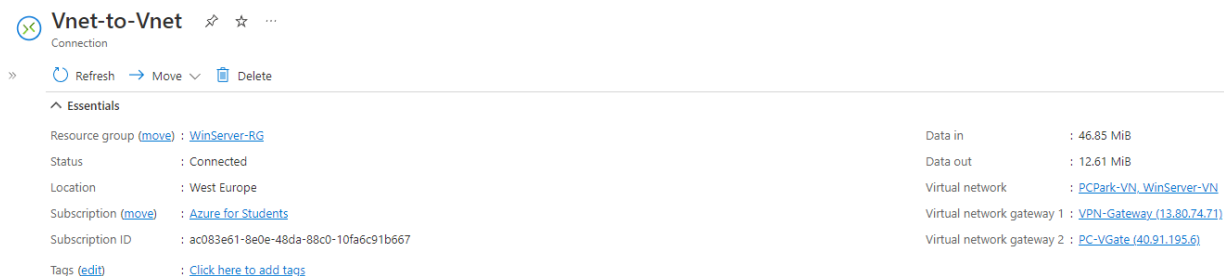 Vnet-to-Vnet
Connection
Refresh Move Delete
Essentials
Resource group (move) : WinServer-RG
Status : Connected
Location : West Europe
Subscription (move) : Azure for Students
Subscription ID : ac083e61-8e0e-48da-88c0-10fa6c91b667
Tags (edit) : Click here to add tags
Data in : 46.85 MiB
Data out : 12.61 MiB
Virtual network : PCPark-VN, WinServer-VN
Virtual network gateway 1 : VPN-Gateway (13.80.74.71)
Virtual network gateway 2 : PC-VGate (40.91.195.6)